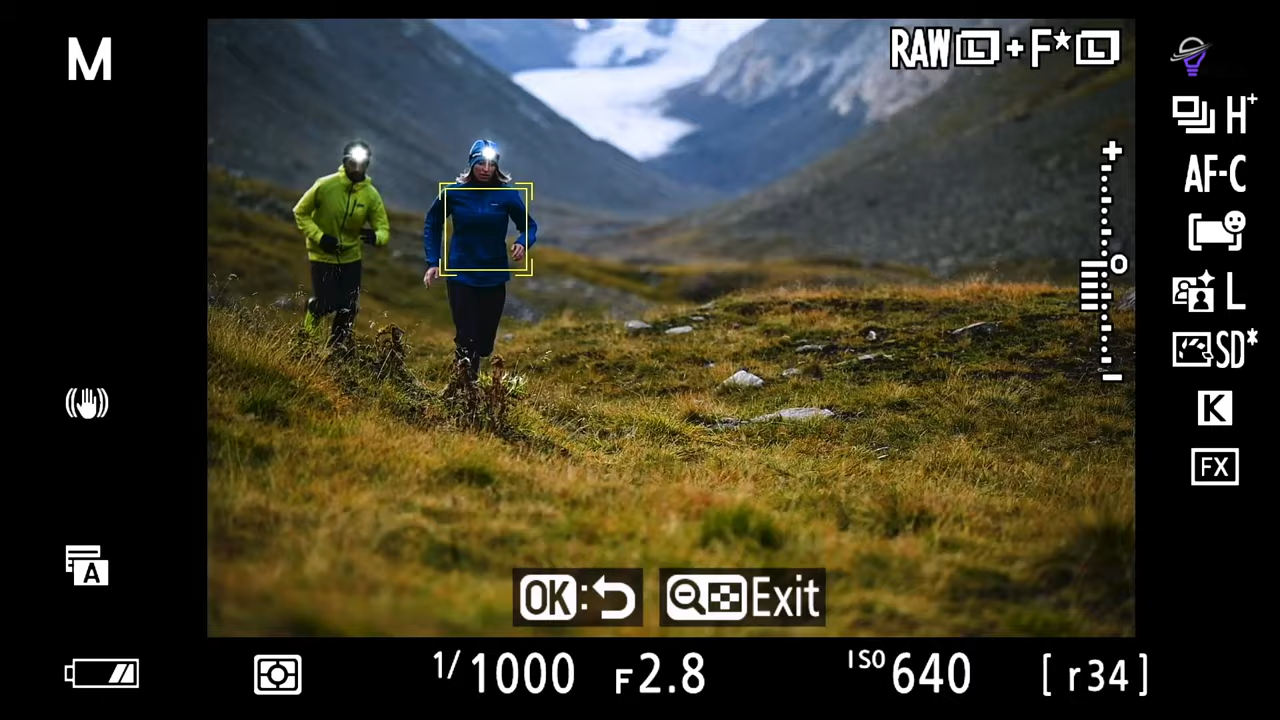 M
RAW L + F★ L
H+
AF-C
L
SD*
K
FX
+
o
−
A
OK: Exit
1/1000 F2.8 ISO 640 [r34]